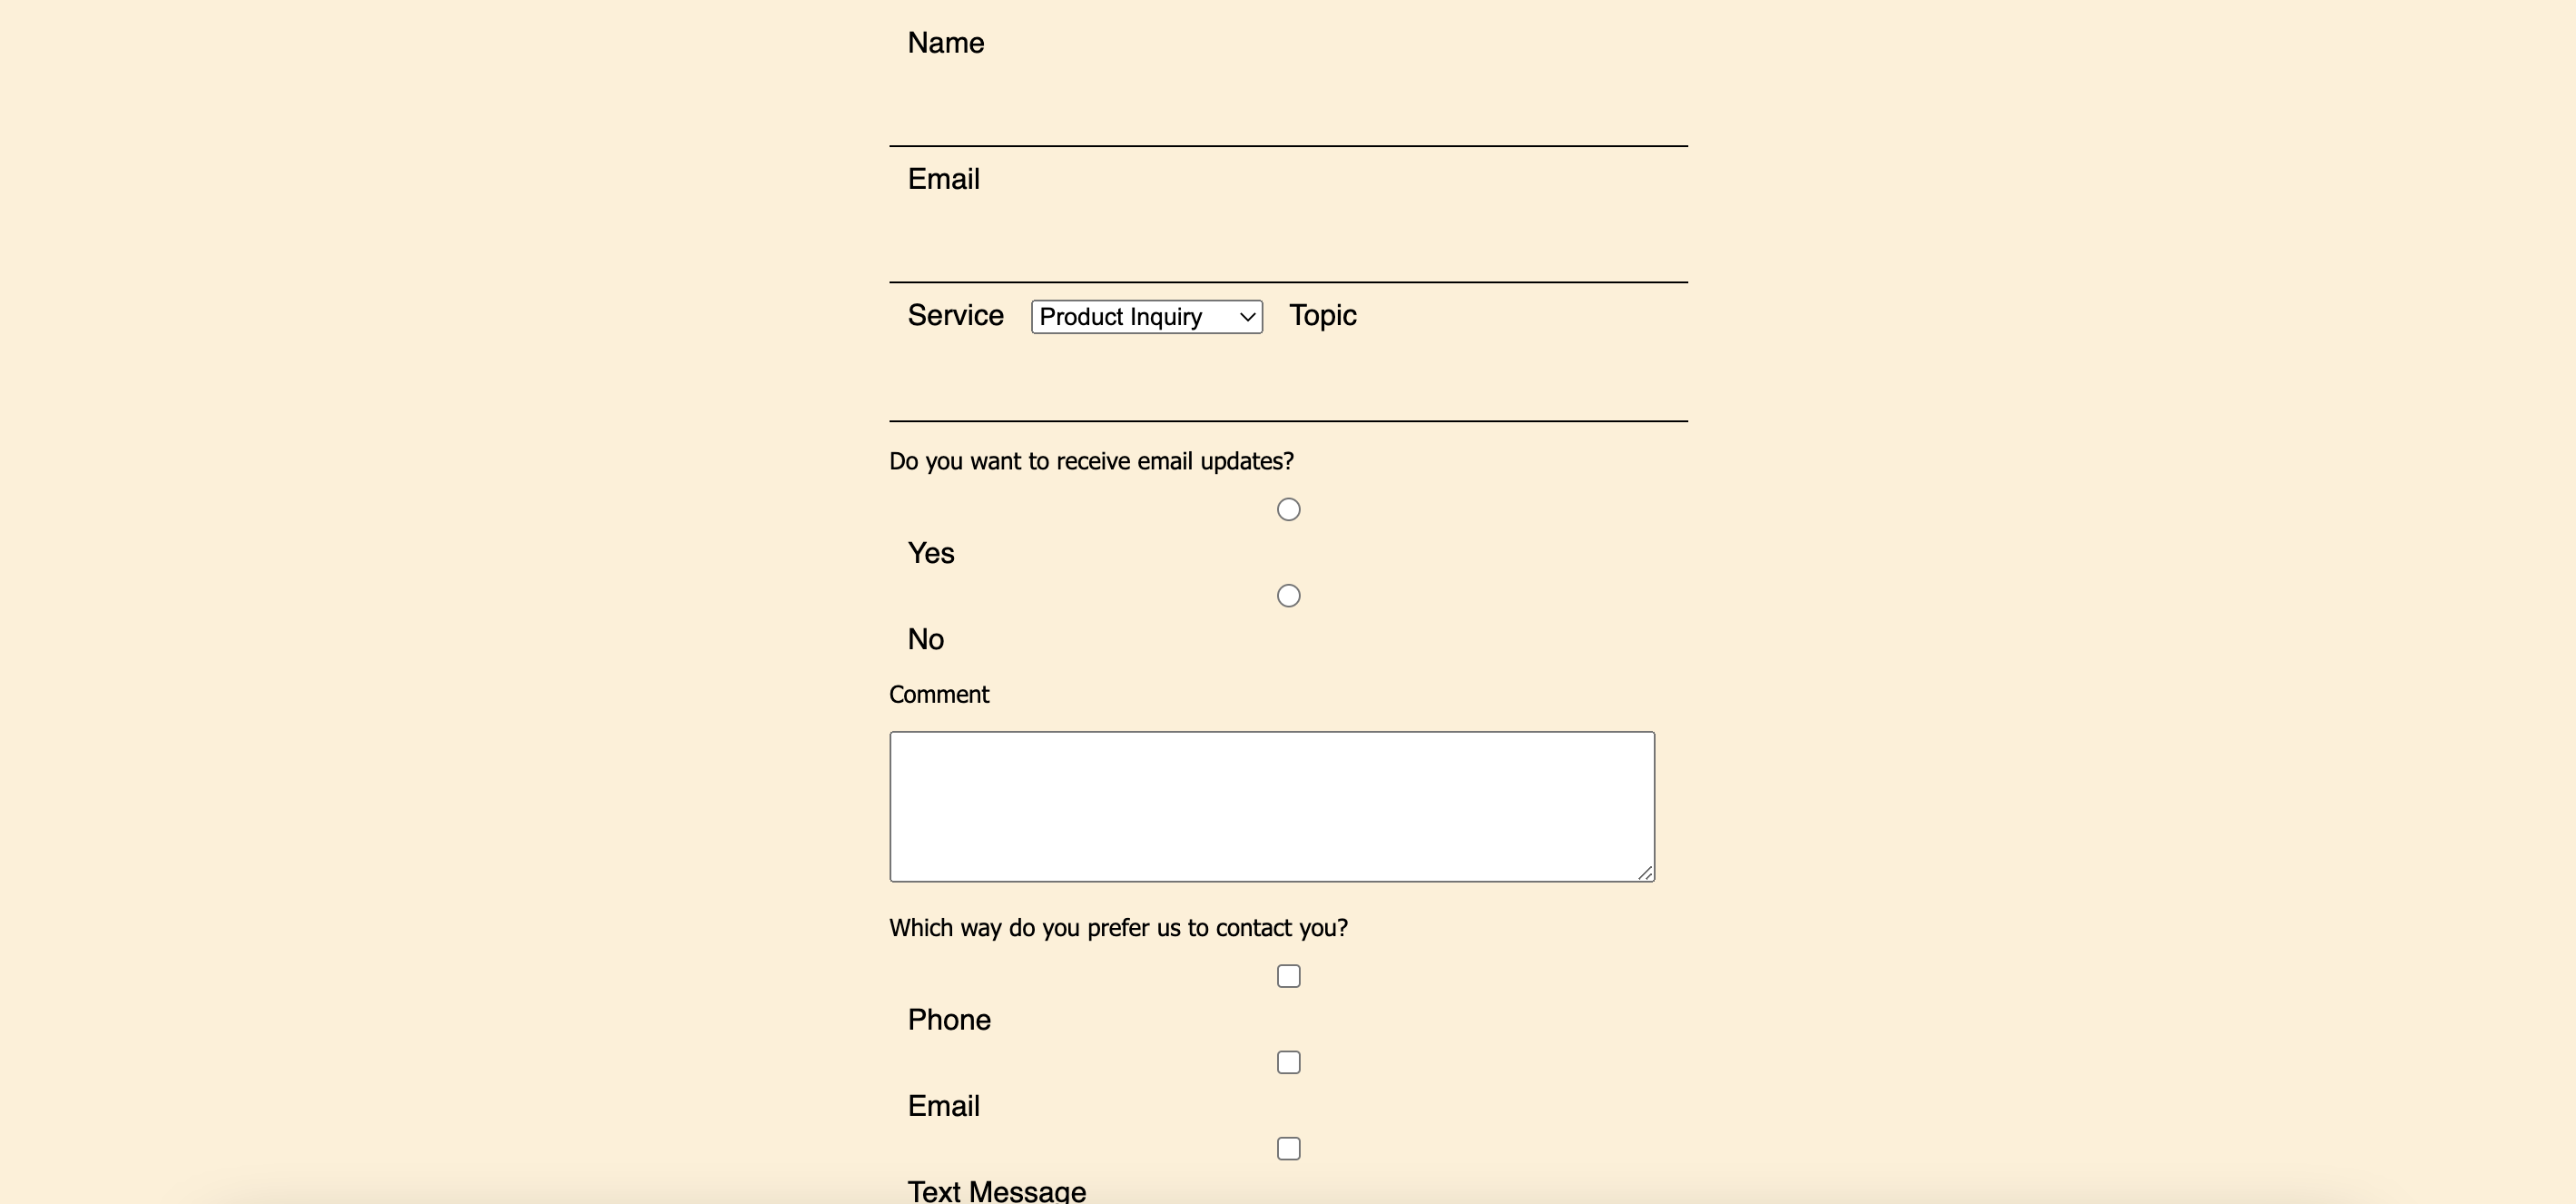 Name
Email
Service Product Inquiry Topic
Do you want to receive email updates?
Yes
No
Comment
Which way do you prefer us to contact you?
Phone
Email
Text Message